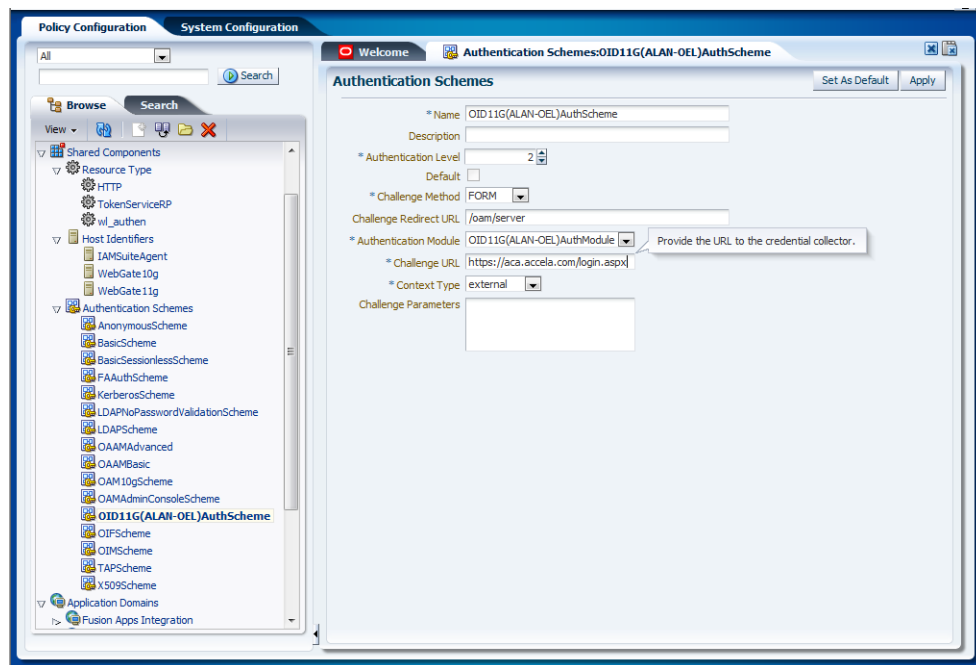 Policy Configuration System Configuration
All
Search
Browse Search
View
Shared Components
Resource Type
HTTP
TokenServiceRP
wl_authen
Host Identifiers
IAMSuiteAgent
WebGate10g
WebGate11g
Authentication Schemes
AnonymousScheme
BasicScheme
BasicSessionlessScheme
FAAuthScheme
KerberosScheme
LDAPNoPasswordValidationScheme
LDAPScheme
OAAMAdvanced
OAAMBasic
OAM10gScheme
OAMAdminConsoleScheme
OID11G(ALAN-OEL)AuthScheme
OIFScheme
OIMScheme
TAPScheme
X509Scheme
Application Domains
Fusion Apps Integration
Welcome Authentication Schemes:OID11G(ALAN-OEL)AuthScheme
Authentication Schemes Set As Default Apply
* Name OID11G(ALAN-OEL)AuthScheme
Description
* Authentication Level 2
Default
* Challenge Method FORM
Challenge Redirect URL /oam/server
* Authentication Module OID11G(ALAN-OEL)AuthModule Provide the URL to the credential collector.
* Challenge URL https://aca.accela.com/login.aspx
* Context Type external
Challenge Parameters